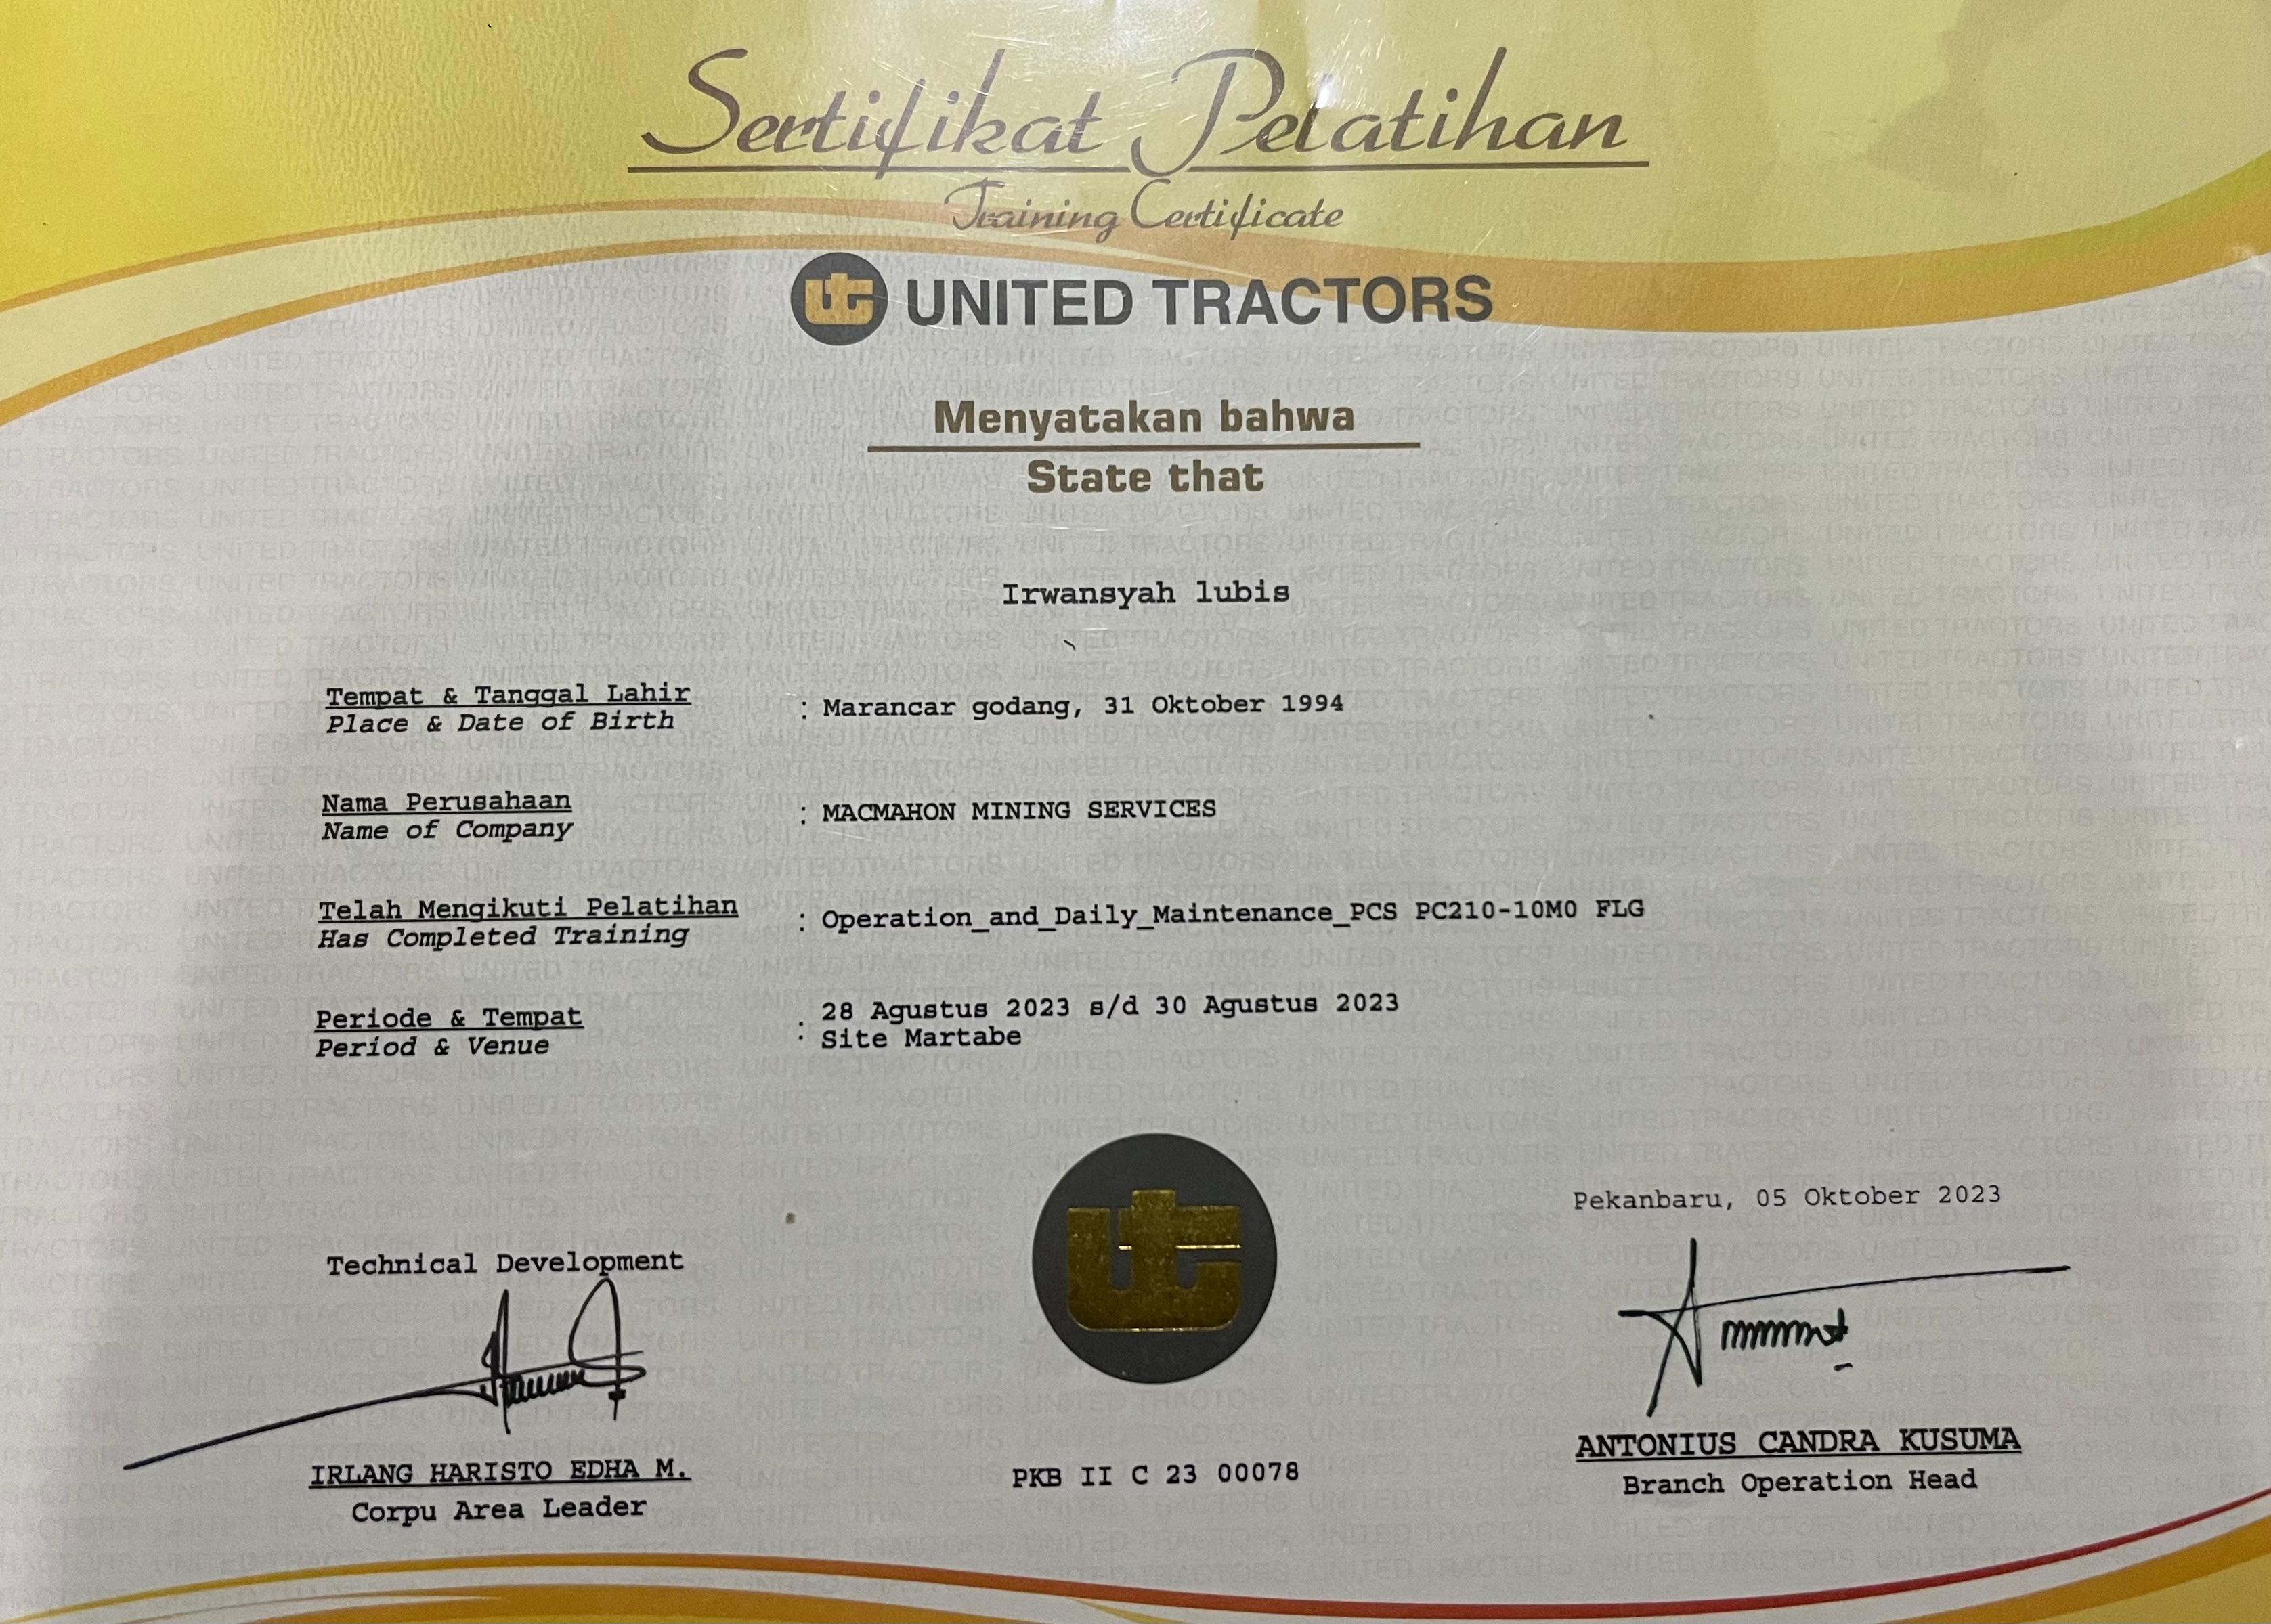 Sertifikat Pelatihan
Training Certificate
UNITED TRACTORS
Menyatakan bahwa
State that
Irwansyah lubis
Tempat & Tanggal Lahir
Place & Date of Birth
: Marancar godang, 31 Oktober 1994
Nama Perusahaan
Name of Company
: MACMAHON MINING SERVICES
Telah Mengikuti Pelatihan
Has Completed Training
: Operation_and_Daily_Maintenance_PCS PC210-10M0 FLG
Periode & Tempat
Period & Venue
: 28 Agustus 2023 s/d 30 Agustus 2023
Site Martabe
Pekanbaru, 05 Oktober 2023
Technical Development
IRLANG HARISTO EDHA M.
Corpu Area Leader
ut
PKB II C 23 00078
ANTONIUS CANDRA KUSUMA
Branch Operation Head